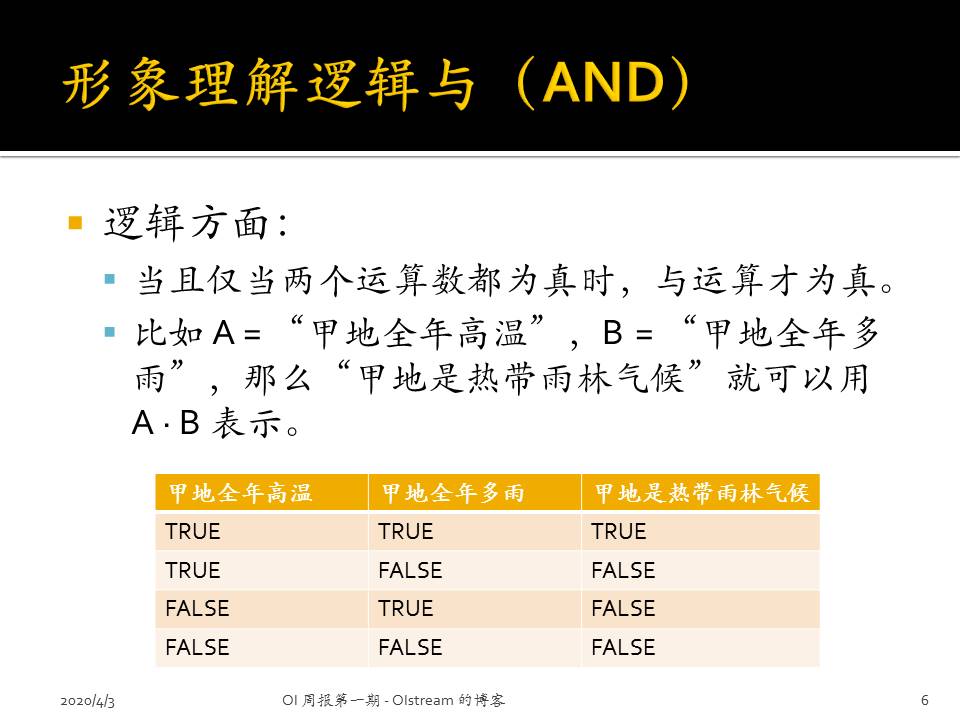 形象理解逻辑与（AND）
逻辑方面：
当且仅当两个运算数都为真时，与运算才为真。
比如 A = “甲地全年高温”，B = “甲地全年多
雨”，那么“甲地是热带雨林气候”就可以用
A · B 表示。
甲地全年高温 甲地全年多雨 甲地是热带雨林气候
TRUE TRUE TRUE
TRUE FALSE FALSE
FALSE TRUE FALSE
FALSE FALSE FALSE
2020/4/3 OI 周报第一期 - OIstream 的博客 6